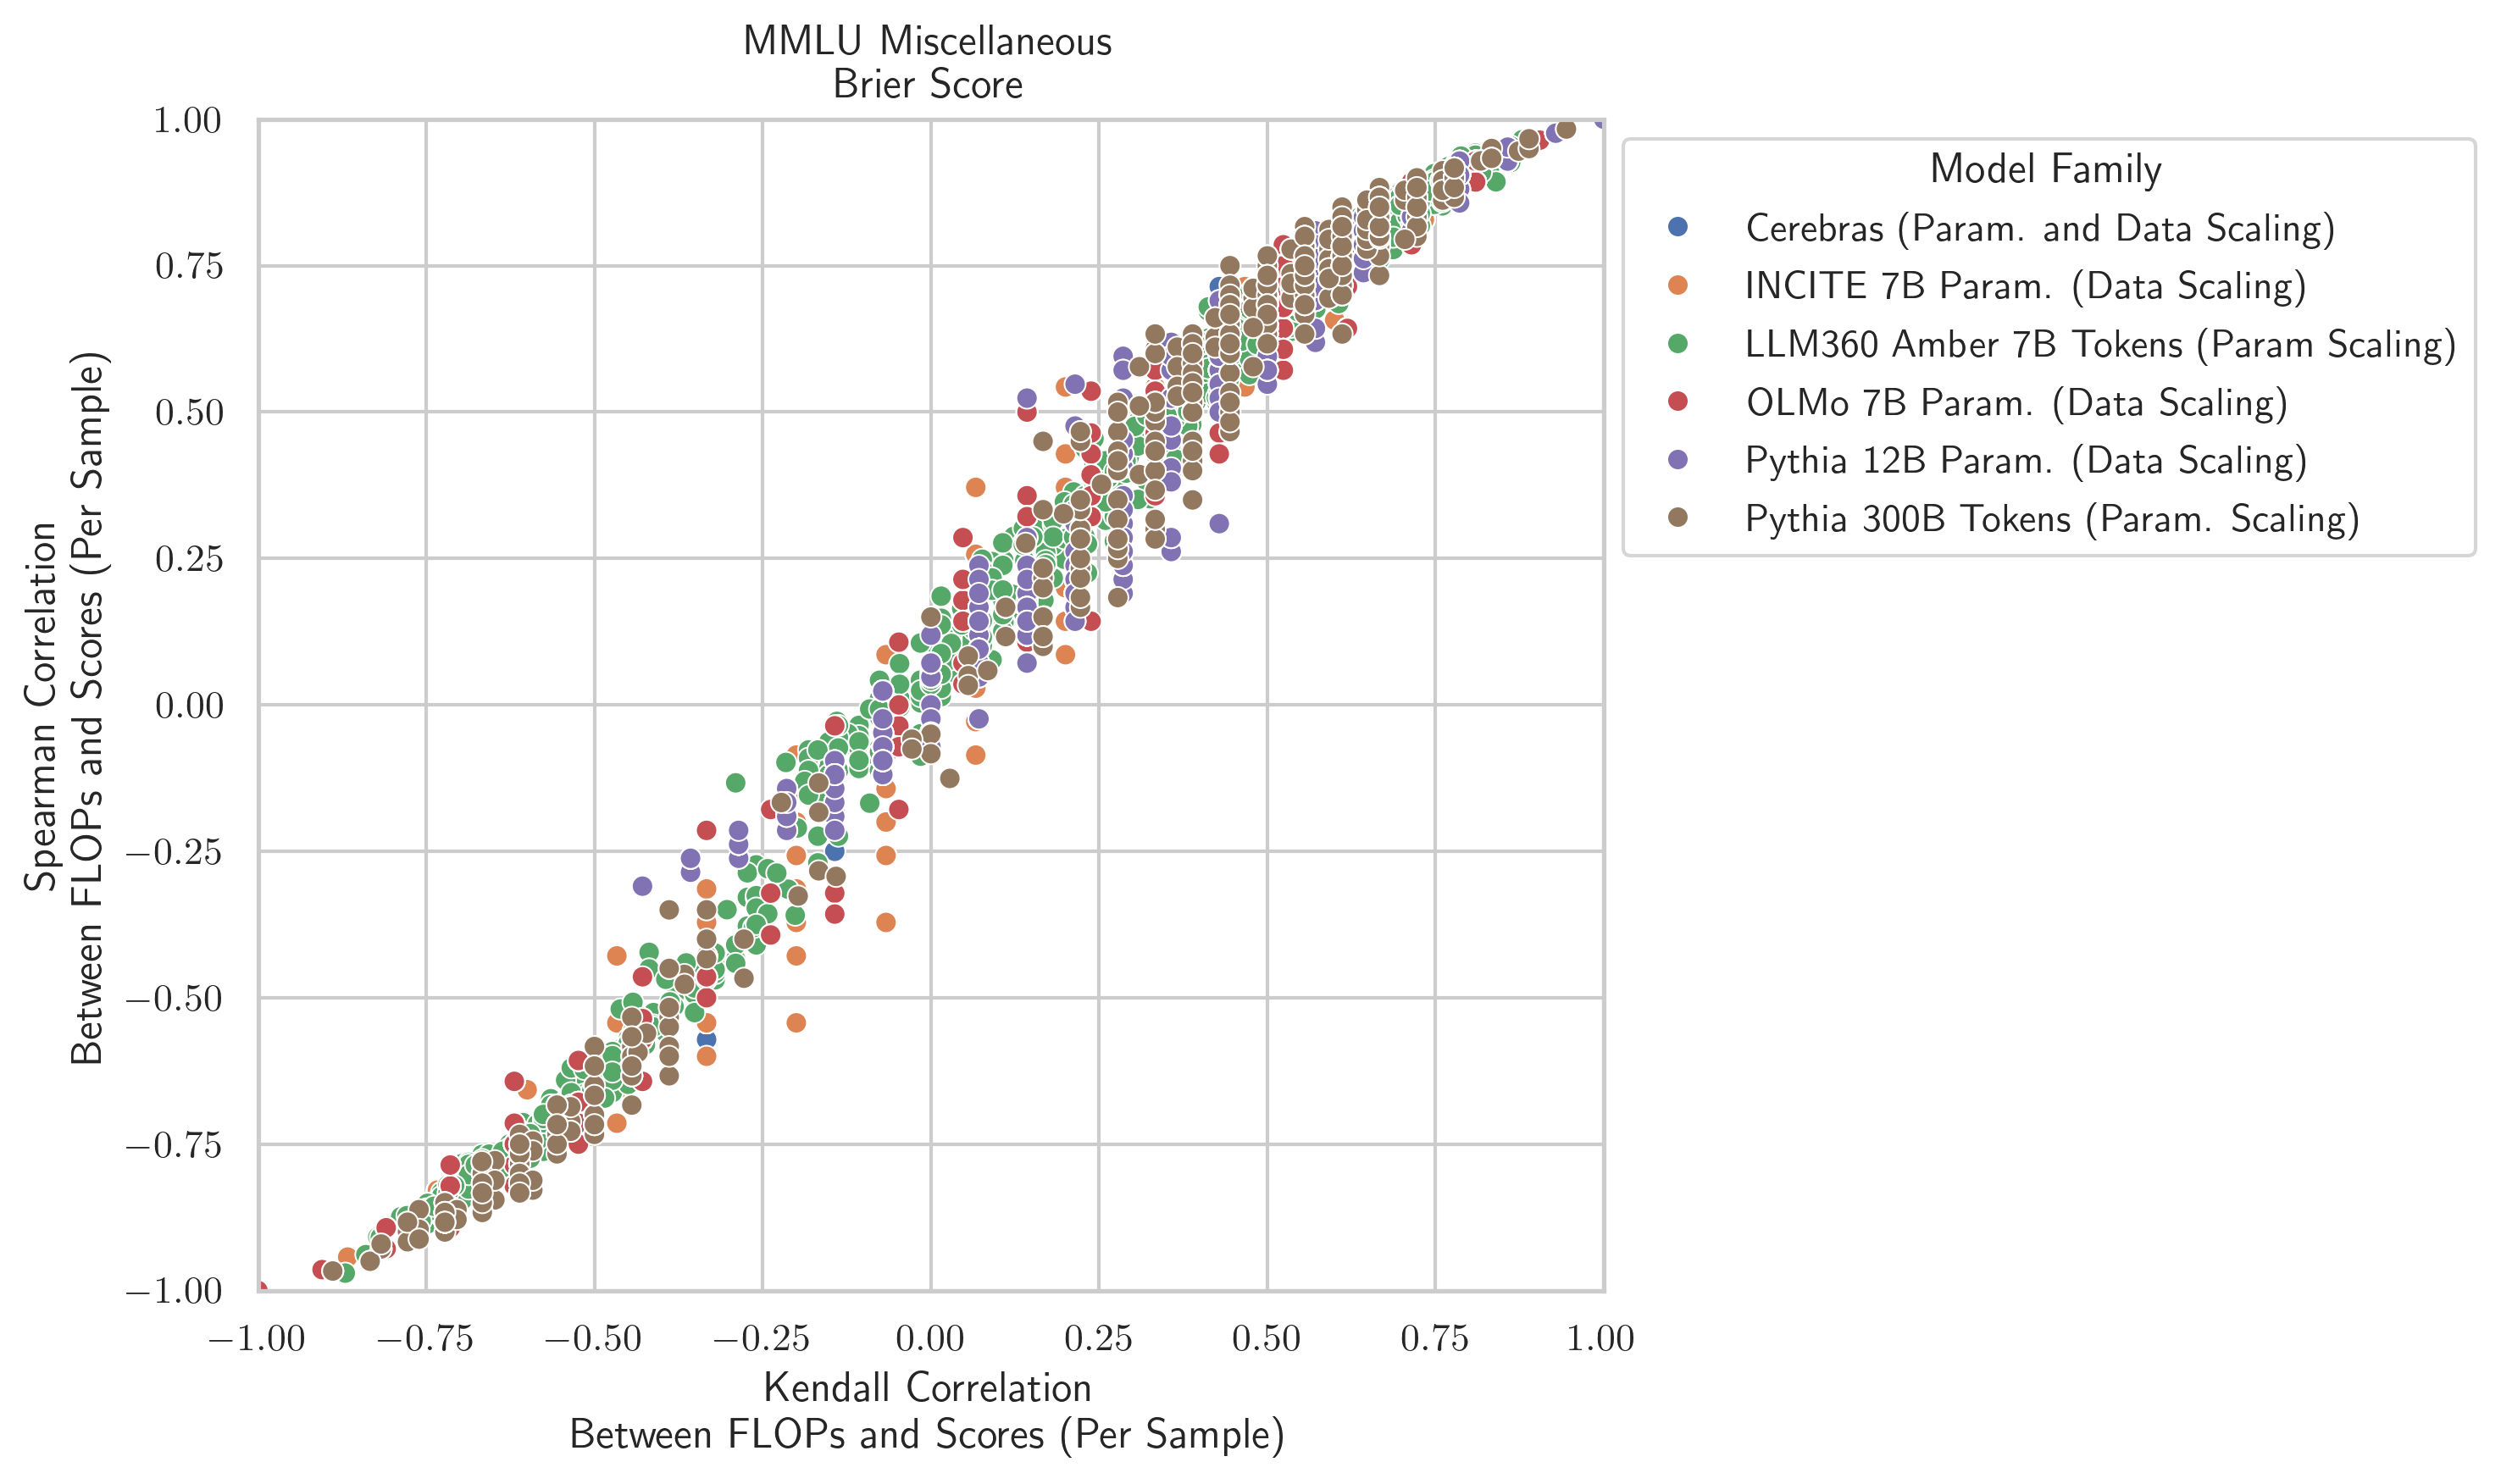 MMLU Miscellaneous
Brier Score
Spearman Correlation
Between FLOPs and Scores (Per Sample)
1.00
0.75
0.50
0.25
0.00
−0.25
−0.50
−0.75
−1.00
−1.00 −0.75 −0.50 −0.25 0.00 0.25 0.50 0.75 1.00
Kendall Correlation
Between FLOPs and Scores (Per Sample)
Model Family
Cerebras (Param. and Data Scaling)
INCITE 7B Param. (Data Scaling)
LLM360 Amber 7B Tokens (Param Scaling)
OLMo 7B Param. (Data Scaling)
Pythia 12B Param. (Data Scaling)
Pythia 300B Tokens (Param. Scaling)